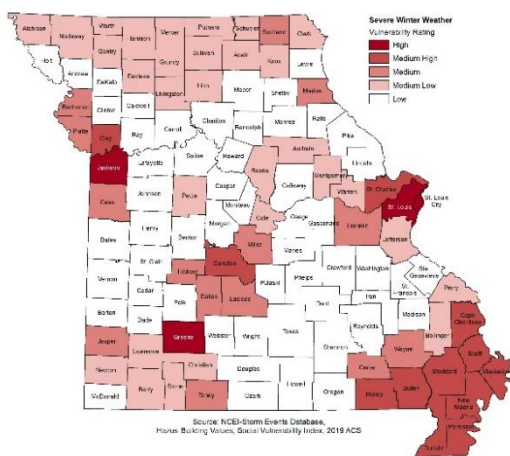 Severe Winter Weather
Vulnerability Rating
High
Medium High
Medium
Medium Low
Low
Atchison
Nodaway
Worth
Harrison
Mercer
Putnam
Schuyler
Scotland
Clark
Gentry
Grundy
Sullivan
Adair
Knox
Lewis
Holt
Andrew
DeKalb
Daviess
Livingston
Linn
Macon
Shelby
Marion
Buchanan
Clinton
Caldwell
Chariton
Randolph
Monroe
Ralls
Pike
Platte
Clay
Ray
Carroll
Saline
Howard
Boone
Audrain
Lincoln
Jackson
Lafayette
Cooper
Callaway
Montgomery
Warren
St. Charles
St. Louis
St. Louis
City
Cass
Johnson
Pettis
Moniteau
Cole
Osage
Gasconade
Franklin
Jefferson
Bates
Henry
Benton
Morgan
Miller
Maries
Camden
Crawford
Washington
Ste
Genevieve
St.
Francois
Perry
Vernon
St. Clair
Hickory
Cedar
Polk
Dallas
Laclede
Pulaski
Phelps
Dent
Iron
Madison
Bollinger
Cape
Girardeau
Barton
Dade
Greene
Webster
Wright
Texas
Reynolds
Shannon
Wayne
Scott
Jasper
Lawrence
Christian
Douglas
Howell
Carter
Butler
Stoddard
Mississippi
Newton
McDonald
Barry
Stone
Taney
Ozark
Oregon
Ripley
New
Madrid
Pemiscot
Dunklin
Source: NCEI-Storm Events Database,
Hazus Building Values, Social Vulnerability Index, 2019 ACS